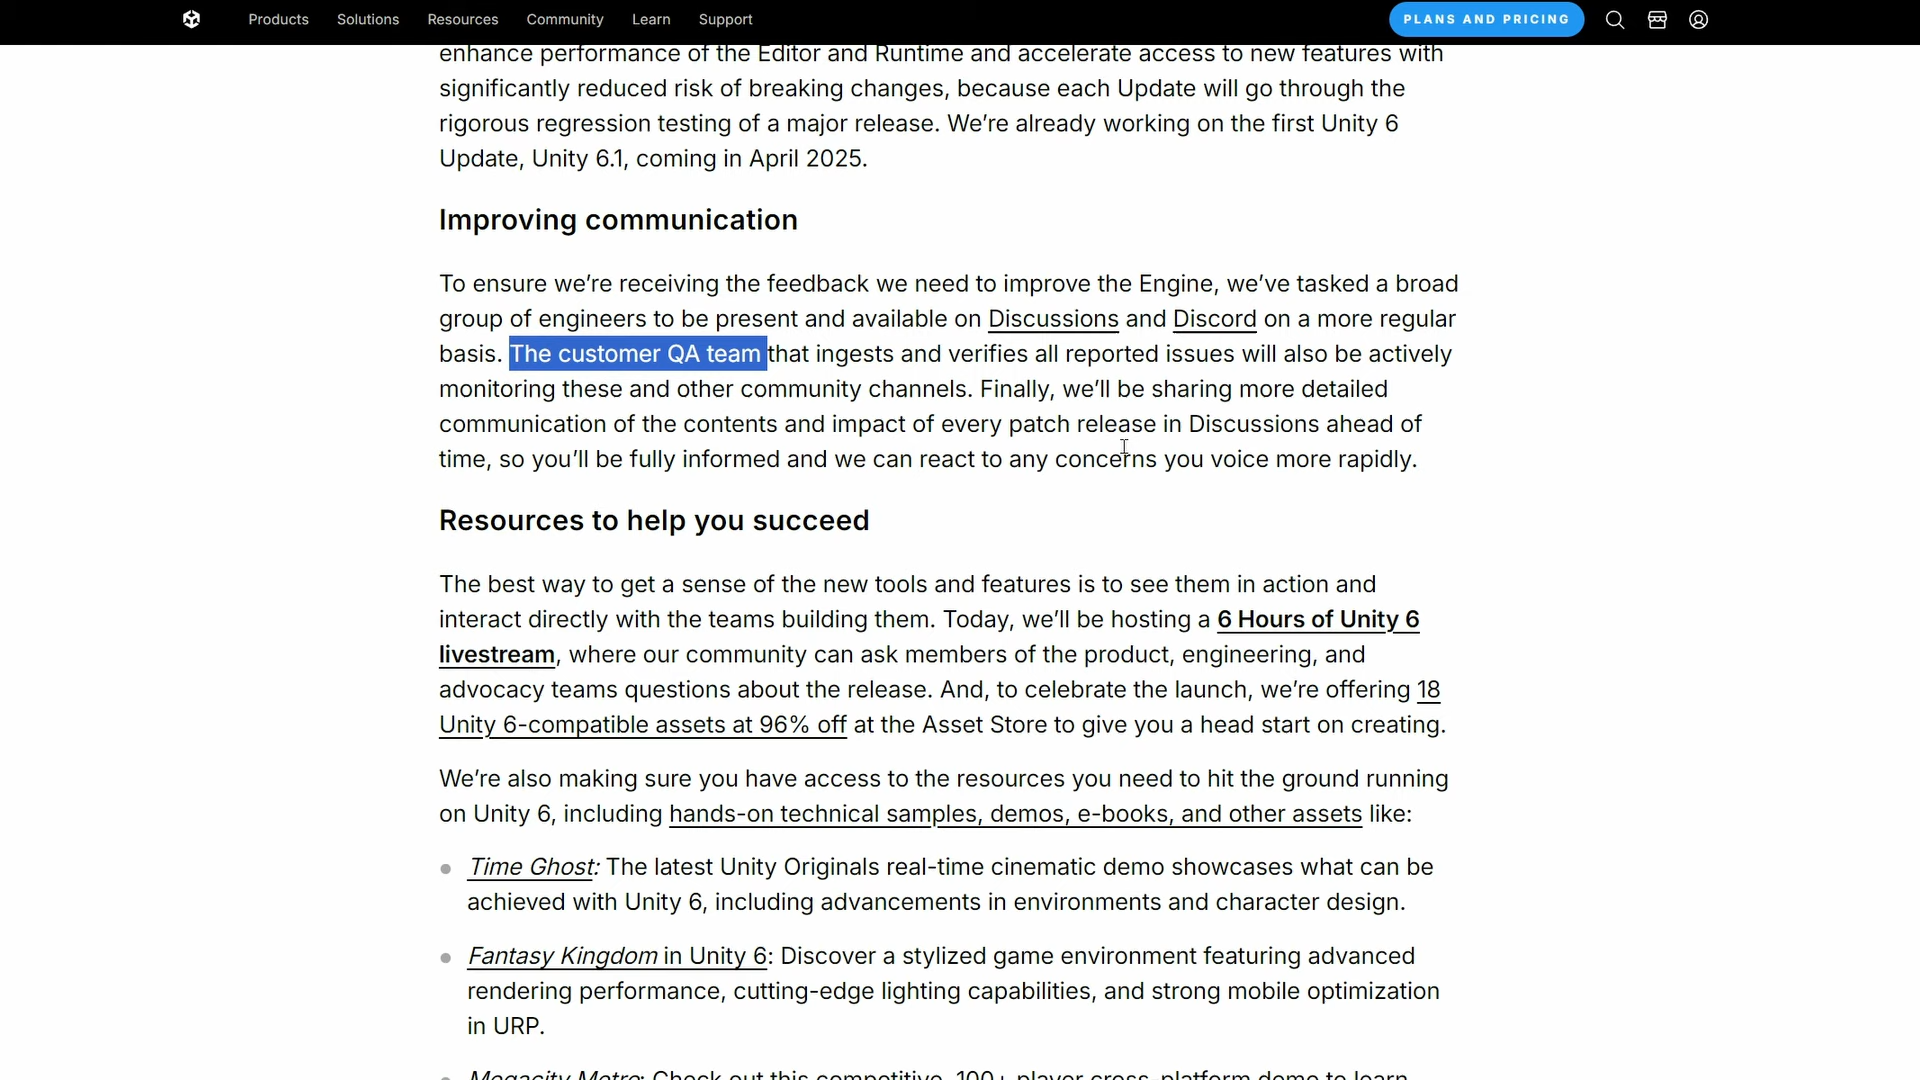 Products Solutions Resources Community Learn Support PLANS AND PRICING
enhance performance of the Editor and Runtime and accelerate access to new features with
significantly reduced risk of breaking changes, because each Update will go through the
rigorous regression testing of a major release. We’re already working on the first Unity 6
Update, Unity 6.1, coming in April 2025.
Improving communication
To ensure we’re receiving the feedback we need to improve the Engine, we’ve tasked a broad
group of engineers to be present and available on Discussions and Discord on a more regular
basis. The customer QA team that ingests and verifies all reported issues will also be actively
monitoring these and other community channels. Finally, we’ll be sharing more detailed
communication of the contents and impact of every patch release in Discussions ahead of
time, so you’ll be fully informed and we can react to any concerns you voice more rapidly.
Resources to help you succeed
The best way to get a sense of the new tools and features is to see them in action and
interact directly with the teams building them. Today, we’ll be hosting a 6 Hours of Unity 6
livestream, where our community can ask members of the product, engineering, and
advocacy teams questions about the release. And, to celebrate the launch, we’re offering 18
Unity 6-compatible assets at 96% off at the Asset Store to give you a head start on creating.
We’re also making sure you have access to the resources you need to hit the ground running
on Unity 6, including hands-on technical samples, demos, e-books, and other assets like:
Time Ghost: The latest Unity Originals real-time cinematic demo showcases what can be
achieved with Unity 6, including advancements in environments and character design.
Fantasy Kingdom in Unity 6: Discover a stylized game environment featuring advanced
rendering performance, cutting-edge lighting capabilities, and strong mobile optimization
in URP.
Megacity Metro: Check out this competitive, 100+ player cross-platform demo to learn